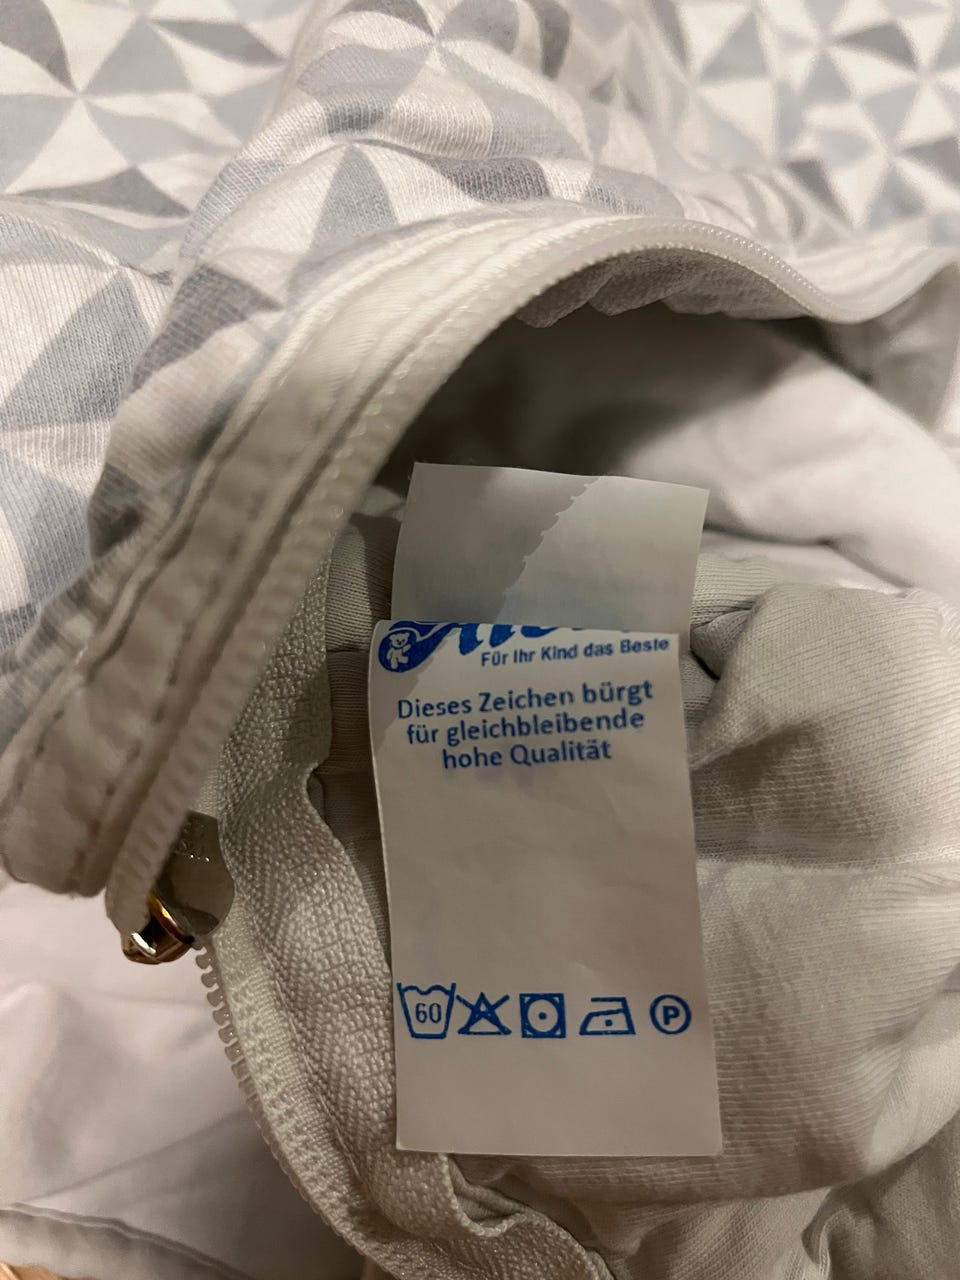 Für Ihr Kind das Beste
Dieses Zeichen bürgt
für gleichbleibende
hohe Qualität
60
P